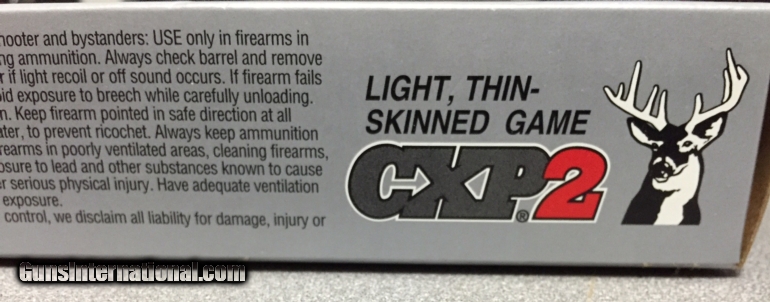 hooter and bystanders: USE only in firearms in
ng ammunition. Always check barrel and remove
r if light recoil or off sound occurs. If firearm fails
oid exposure to breech while carefully unloading.
n. Keep firearm pointed in safe direction at all
ater, to prevent ricochet. Always keep ammunition
irearms in poorly ventilated areas, cleaning firearms,
osure to lead and other substances known to cause
er serious physical injury. Have adequate ventilation
exposure.
control, we disclaim all liability for damage, injury or
LIGHT, THIN-
SKINNED GAME
CXP®2
GunsInternational.com